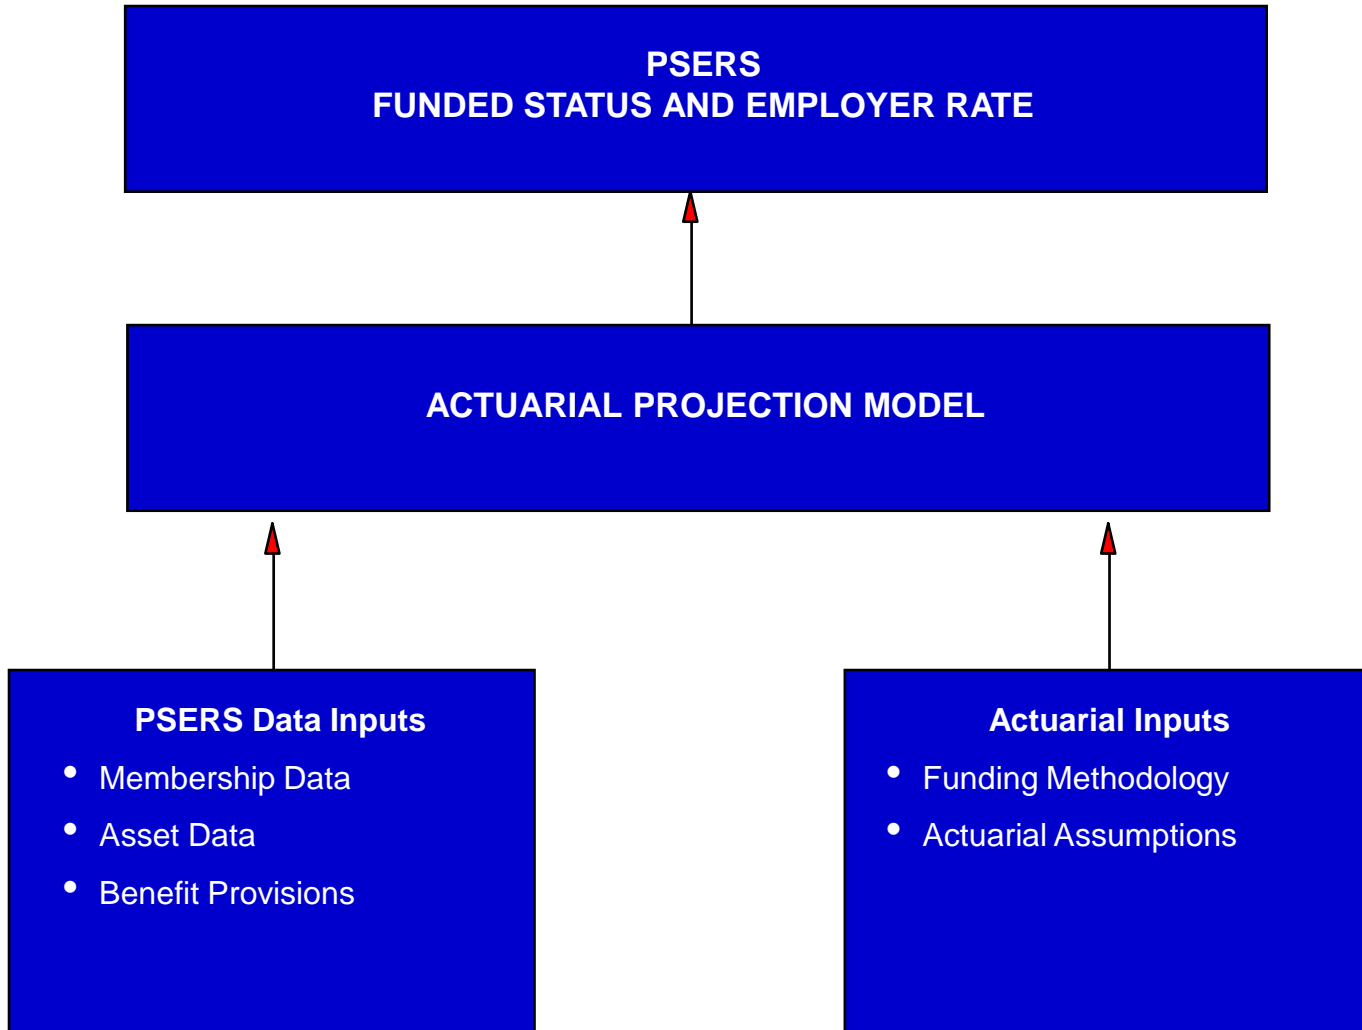 PSERS
FUNDED STATUS AND EMPLOYER RATE
ACTUARIAL PROJECTION MODEL
PSERS Data Inputs
• Membership Data
• Asset Data
• Benefit Provisions
Actuarial Inputs
• Funding Methodology
• Actuarial Assumptions